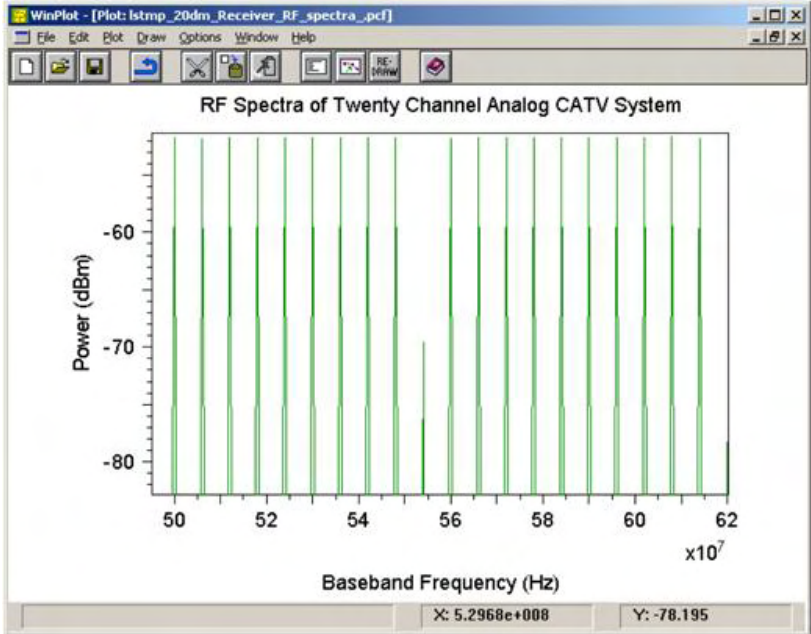 WinPlot - [Plot: lstmp_20dm_Receiver_RF_spectra_.pcf]
File Edit Plot Draw Options Window Help
RE-
DRAW
RF Spectra of Twenty Channel Analog CATV System
Power (dBm)
-60
-70
-80
50 52 54 56 58 60 62
x10⁷
Baseband Frequency (Hz)
X: 5.2968e+008 Y: -78.195